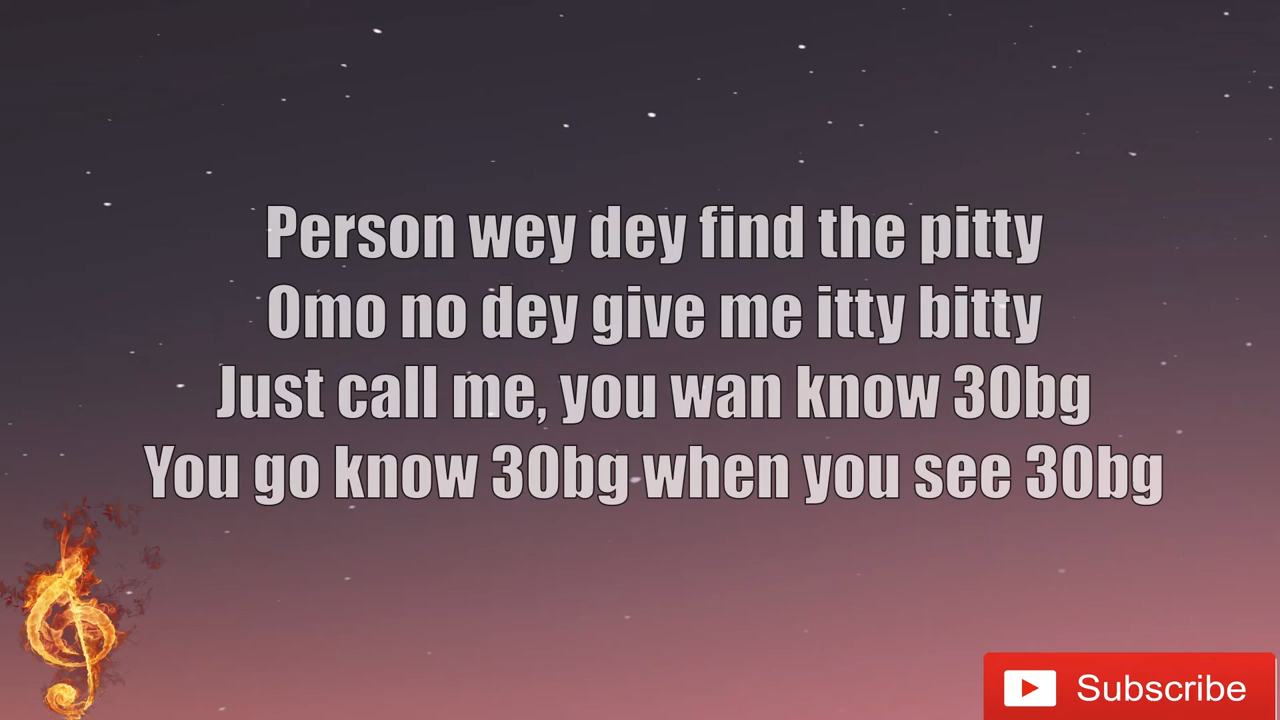 Person wey dey find the pitty
Omo no dey give me itty bitty
Just call me, you wan know 30bg
You go know 30bg when you see 30bg
Subscribe